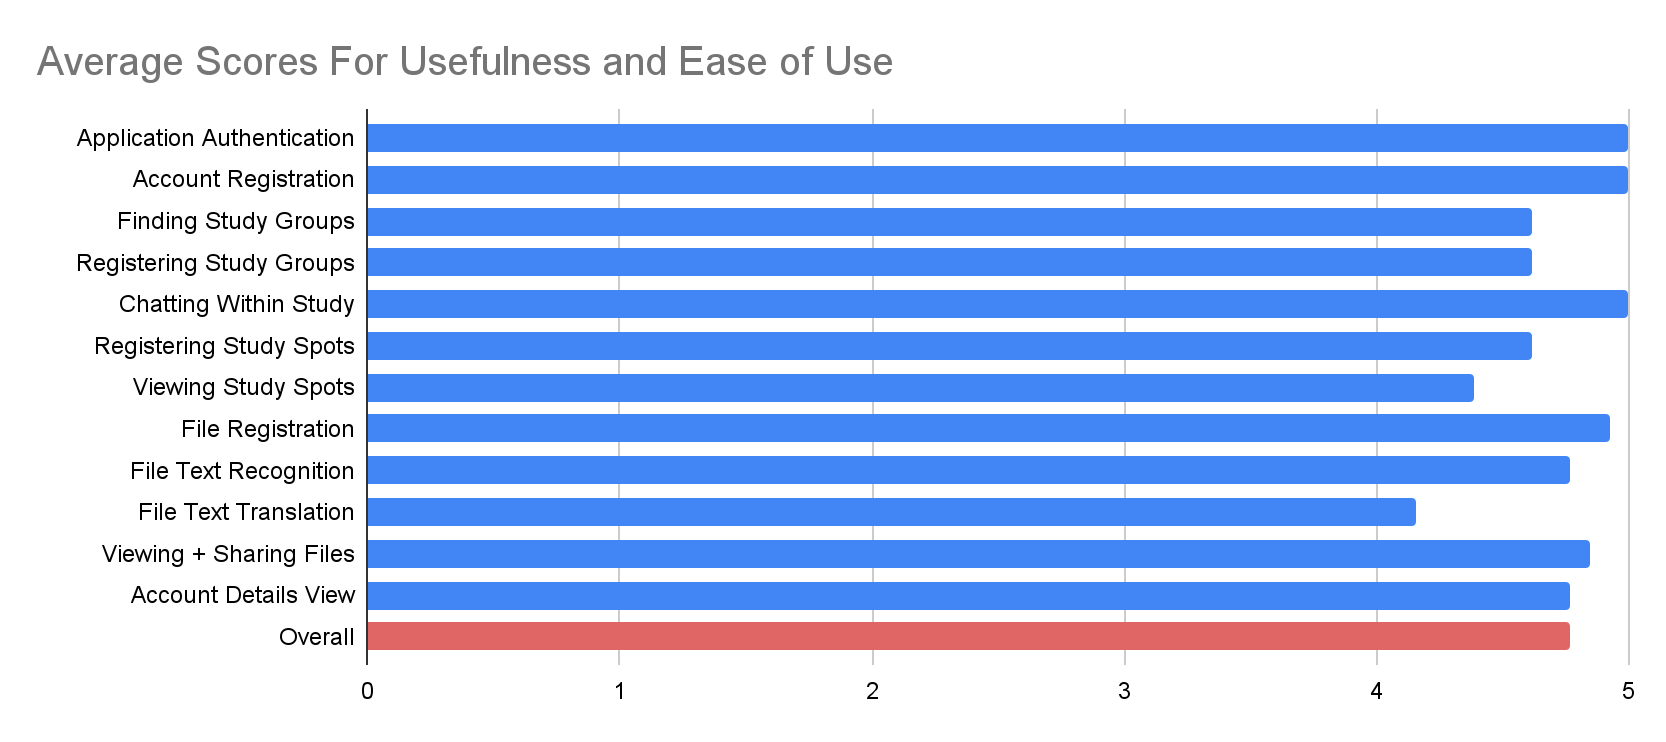 Average Scores For Usefulness and Ease of Use
Application Authentication
Account Registration
Finding Study Groups
Registering Study Groups
Chatting Within Study
Registering Study Spots
Viewing Study Spots
File Registration
File Text Recognition
File Text Translation
Viewing + Sharing Files
Account Details View
Overall
0 1 2 3 4 5